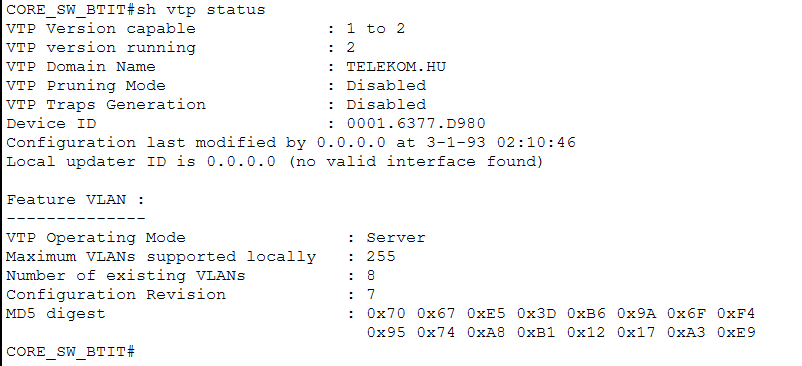 CORE_SW_BTIT#sh vtp status
VTP Version capable : 1 to 2
VTP version running : 2
VTP Domain Name : TELEKOM.HU
VTP Pruning Mode : Disabled
VTP Traps Generation : Disabled
Device ID : 0001.6377.D980
Configuration last modified by 0.0.0.0 at 3-1-93 02:10:46
Local updater ID is 0.0.0.0 (no valid interface found)
Feature VLAN :
--------------
VTP Operating Mode : Server
Maximum VLANs supported locally : 255
Number of existing VLANs : 8
Configuration Revision : 7
MD5 digest : 0x70 0x67 0xE5 0x3D 0xB6 0x9A 0x6F 0xF4
0x95 0x74 0xA8 0xB1 0x12 0x17 0xA3 0xE9
CORE_SW_BTIT#